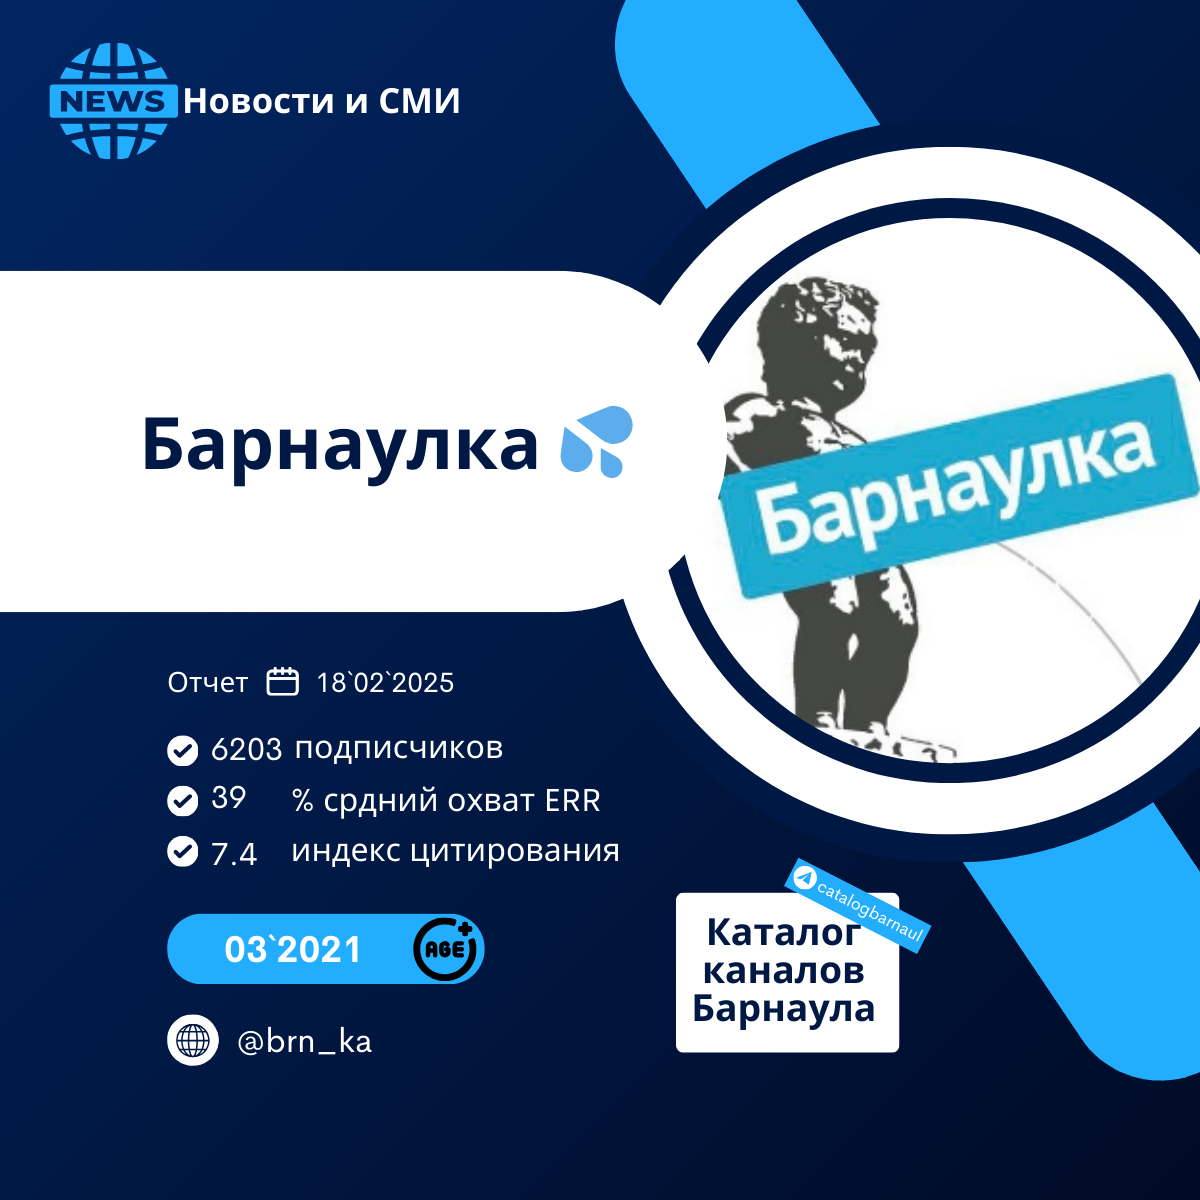 NEWS Новости и СМИ
Барнаулка 💦
Барнаулка
Отчет 18`02`2025
6203 подписчиков
39 % срдний охват ERR
7.4 индекс цитирования
03`2021 AGE+
@brn_ka
catalogbarnaul
Каталог
каналов
Барнаула